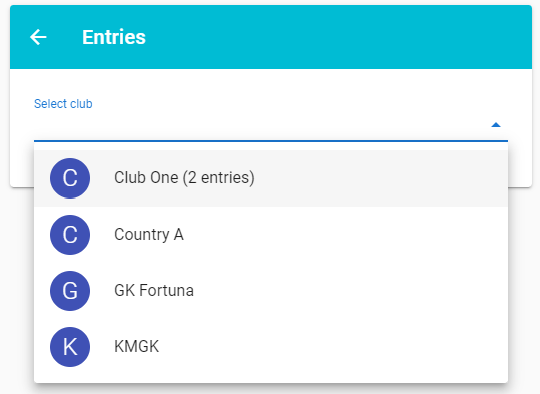 Entries
Select club
C Club One (2 entries)
C Country A
G GK Fortuna
K KMGK